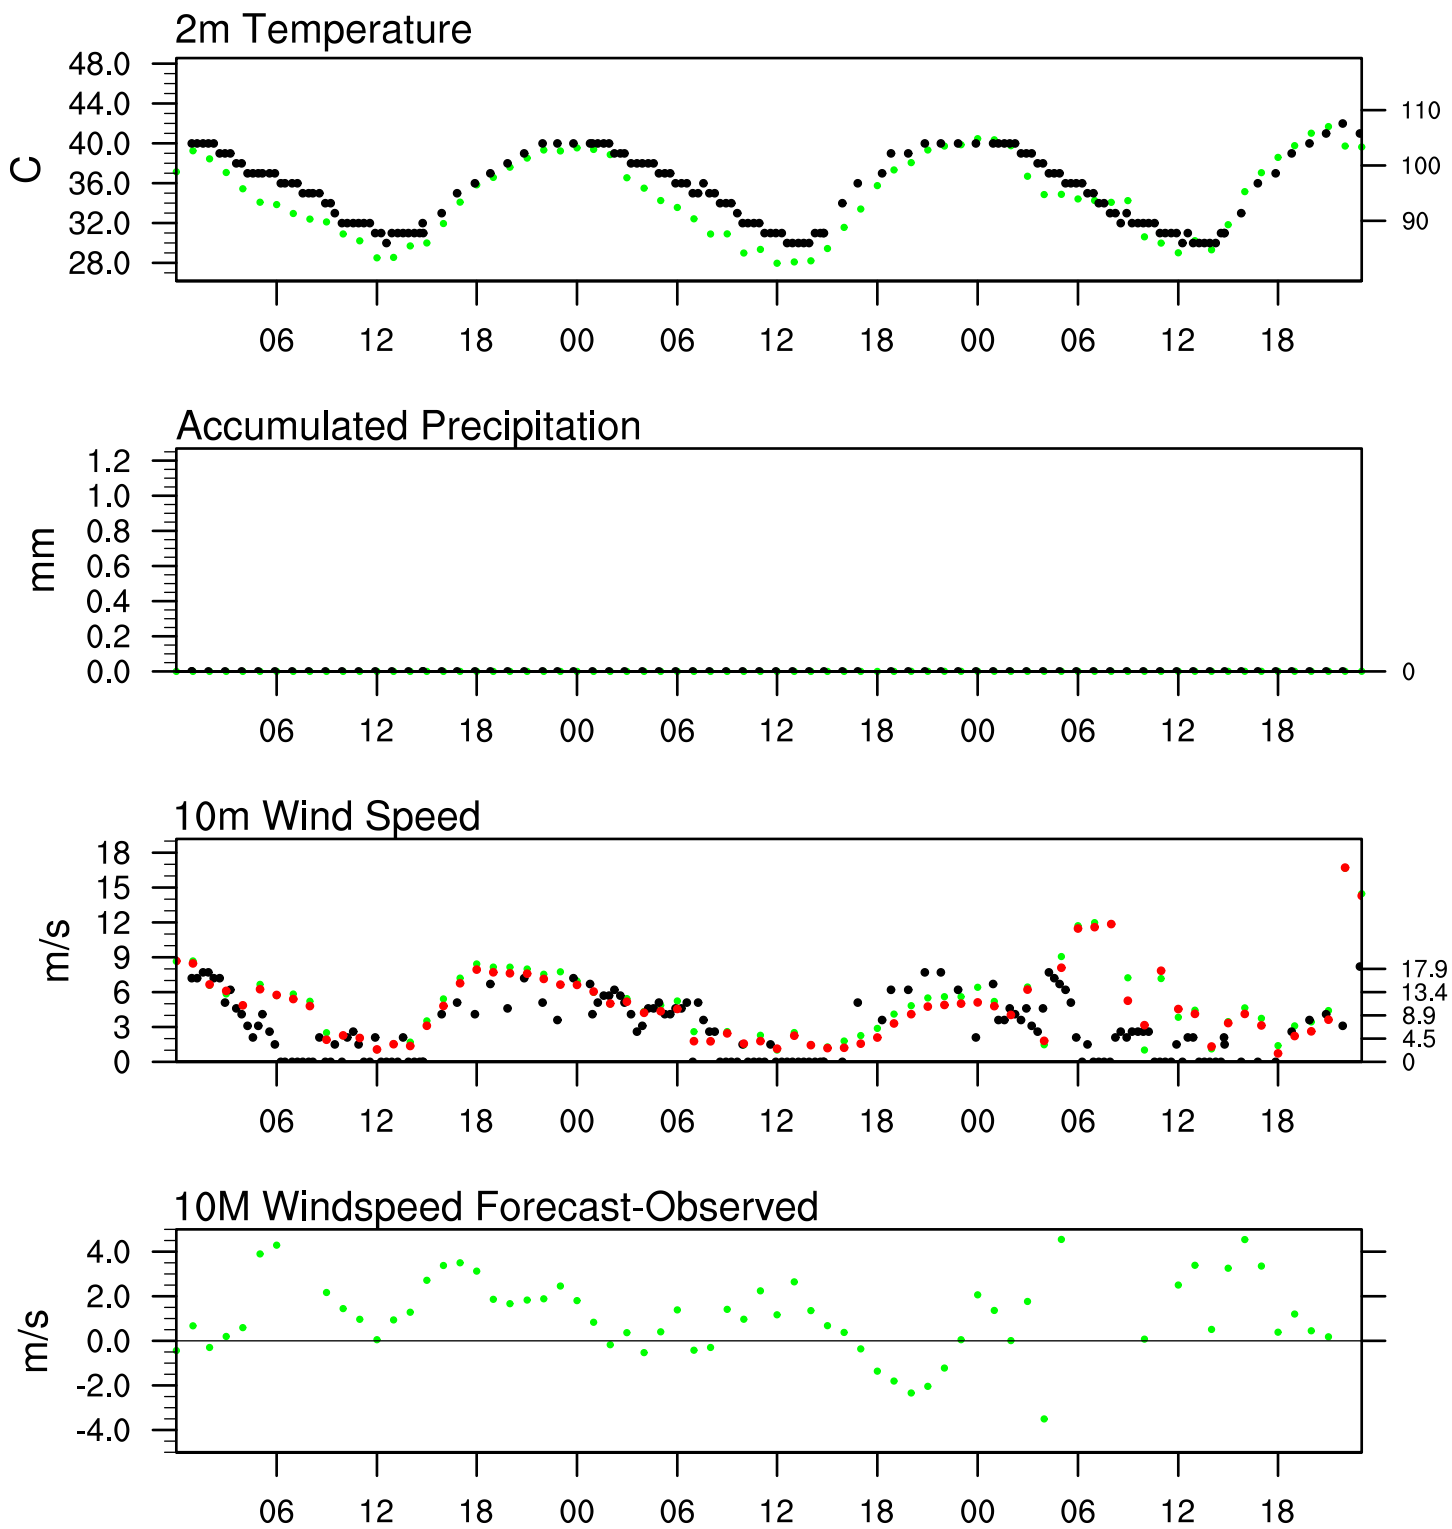 2m Temperature
48.0
44.0
40.0
36.0
32.0
28.0
C
110
100
90
06 12 18 00 06 12 18 00 06 12 18
Accumulated Precipitation
1.2
1.0
0.8
0.6
0.4
0.2
0.0
mm
0
06 12 18 00 06 12 18 00 06 12 18
10m Wind Speed
18
15
12
9
6
3
0
m/s
17.9
13.4
8.9
4.5
0
06 12 18 00 06 12 18 00 06 12 18
10M Windspeed Forecast-Observed
4.0
2.0
0.0
-2.0
-4.0
m/s
06 12 18 00 06 12 18 00 06 12 18